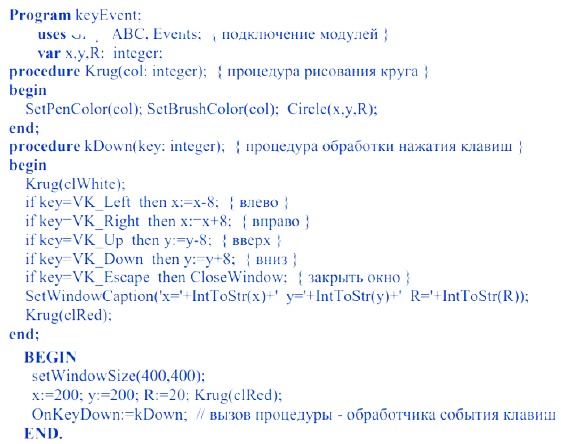 Program keyEvent;
uses ABC, Events; { подключение модулей }
var x,y,R: integer;
procedure Krug(col: integer); { процедура рисования круга }
begin
SetPenColor(col); SetBrushColor(col); Circle(x,y,R);
end;
procedure kDown(key: integer); { процедура обработки нажатия клавиш }
begin
Krug(clWhite);
if key=VK_Left then x:=x-8; { влево }
if key=VK_Right then x:=x+8; { вправо }
if key=VK_Up then y:=y-8; { вверх }
if key=VK_Down then y:=y+8; { вниз }
if key=VK_Escape then CloseWindow; { закрыть окно }
SetWindowCaption('x='+IntToStr(x)+' y='+IntToStr(y)+' R='+IntToStr(R));
Krug(clRed);
end;
BEGIN
setWindowSize(400,400);
x:=200; y:=200; R:=20; Krug(clRed);
OnKeyDown:=kDown; // вызов процедуры - обработчика события клавиш
END.